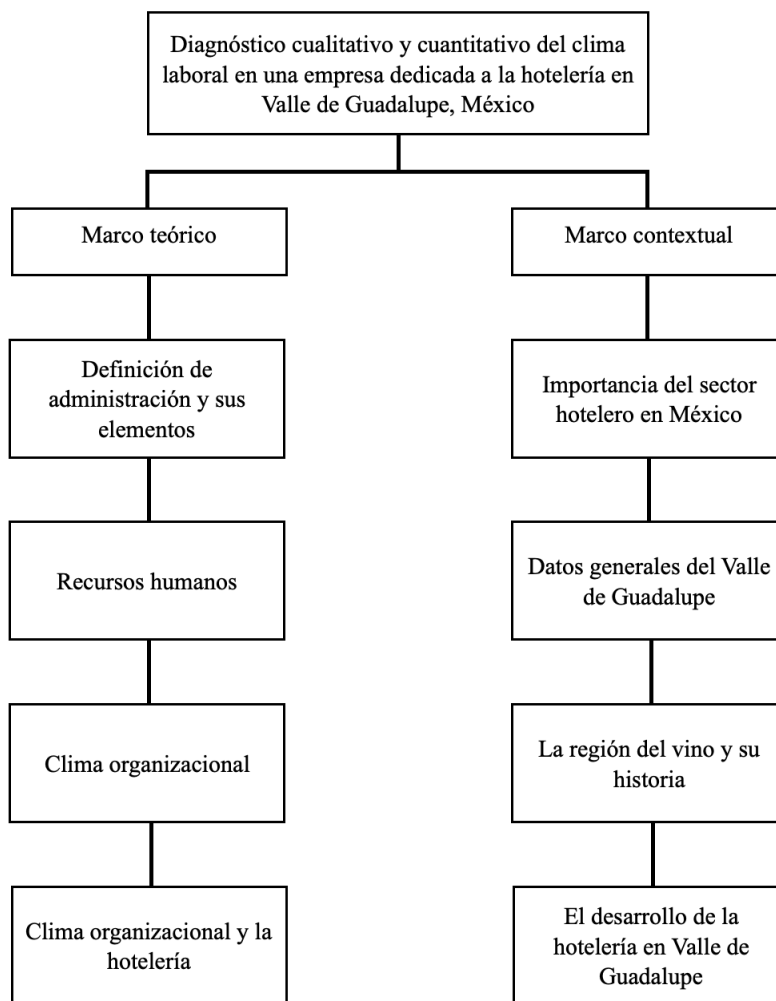 Diagnóstico cualitativo y cuantitativo del clima
laboral en una empresa dedicada a la hotelería en
Valle de Guadalupe, México
Marco teórico
Marco contextual
Definición de
administración y sus
elementos
Importancia del sector
hotelero en México
Recursos humanos
Datos generales del Valle
de Guadalupe
Clima organizacional
La región del vino y su
historia
Clima organizacional y la
hotelería
El desarrollo de la
hotelería en Valle de
Guadalupe